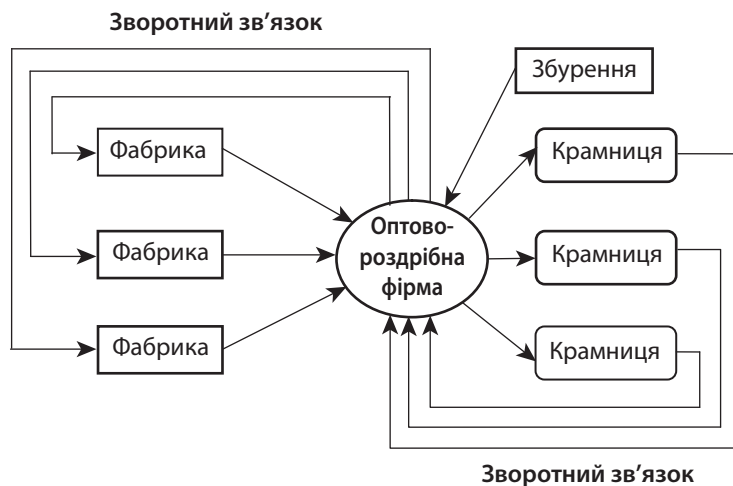 Зворотний зв’язок
Збурення
Фабрика
Крамниця
Оптово-
роздрібна
фірма
Фабрика
Крамниця
Фабрика
Крамниця
Зворотний зв’язок